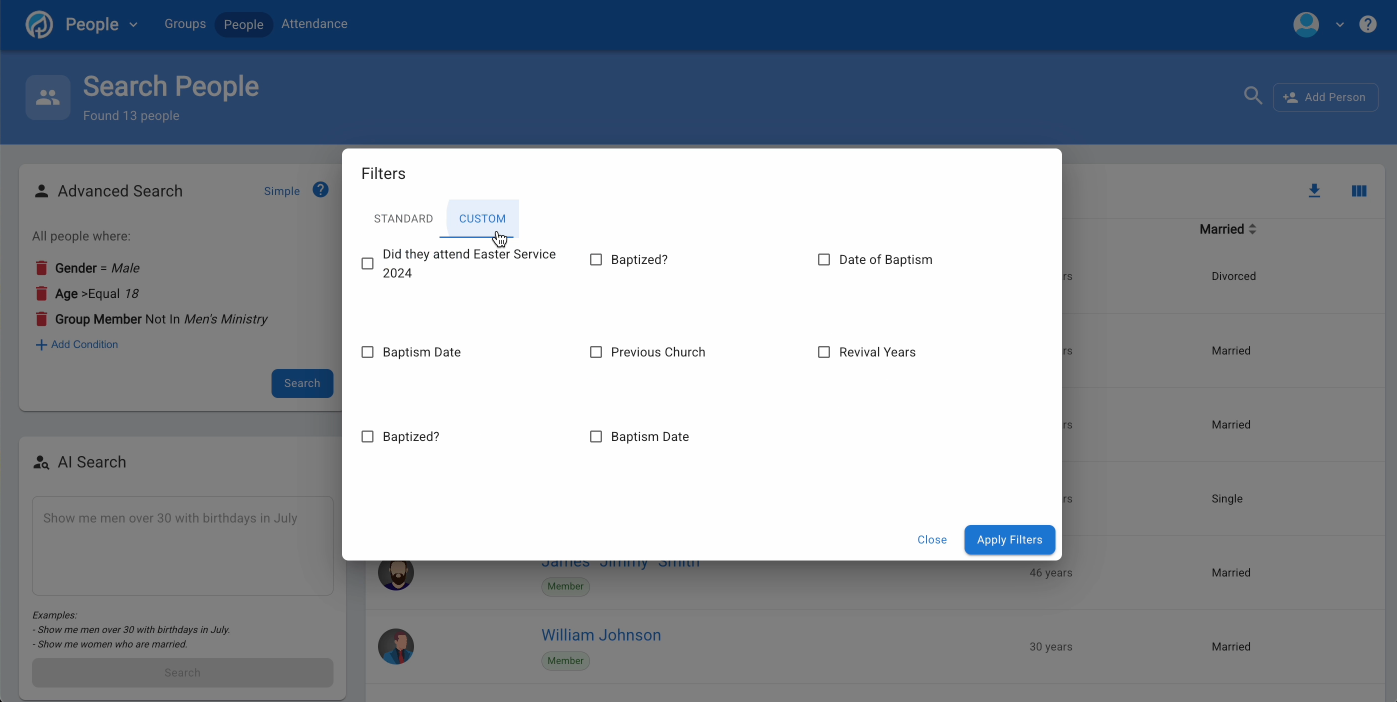 People
Groups
People
Attendance
Search People
Found 13 people
Add Person
Advanced Search
Simple
All people where:
Gender = Male
Age >Equal 18
Group Member Not In Men's Ministry
Add Condition
Search
AI Search
Show me men over 30 with birthdays in July
Examples:
- Show me men over 30 with birthdays in July.
- Show me women who are married.
Search
Filters
STANDARD
CUSTOM
Did they attend Easter Service
2024
Baptized?
Date of Baptism
Baptism Date
Previous Church
Revival Years
Baptized?
Baptism Date
Close
Apply Filters
Married
Divorced
Married
Married
Single
James "Jimmy" Smith
Member
46 years
Married
William Johnson
Member
30 years
Married